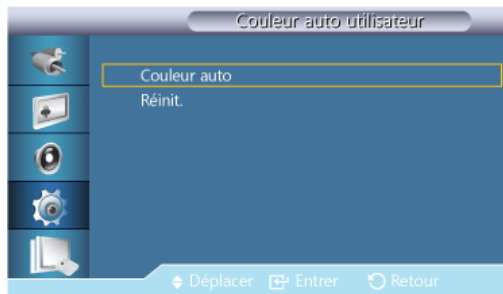 Couleur auto utilisateur
Couleur auto
Réinit.
Déplacer Entrer Retour